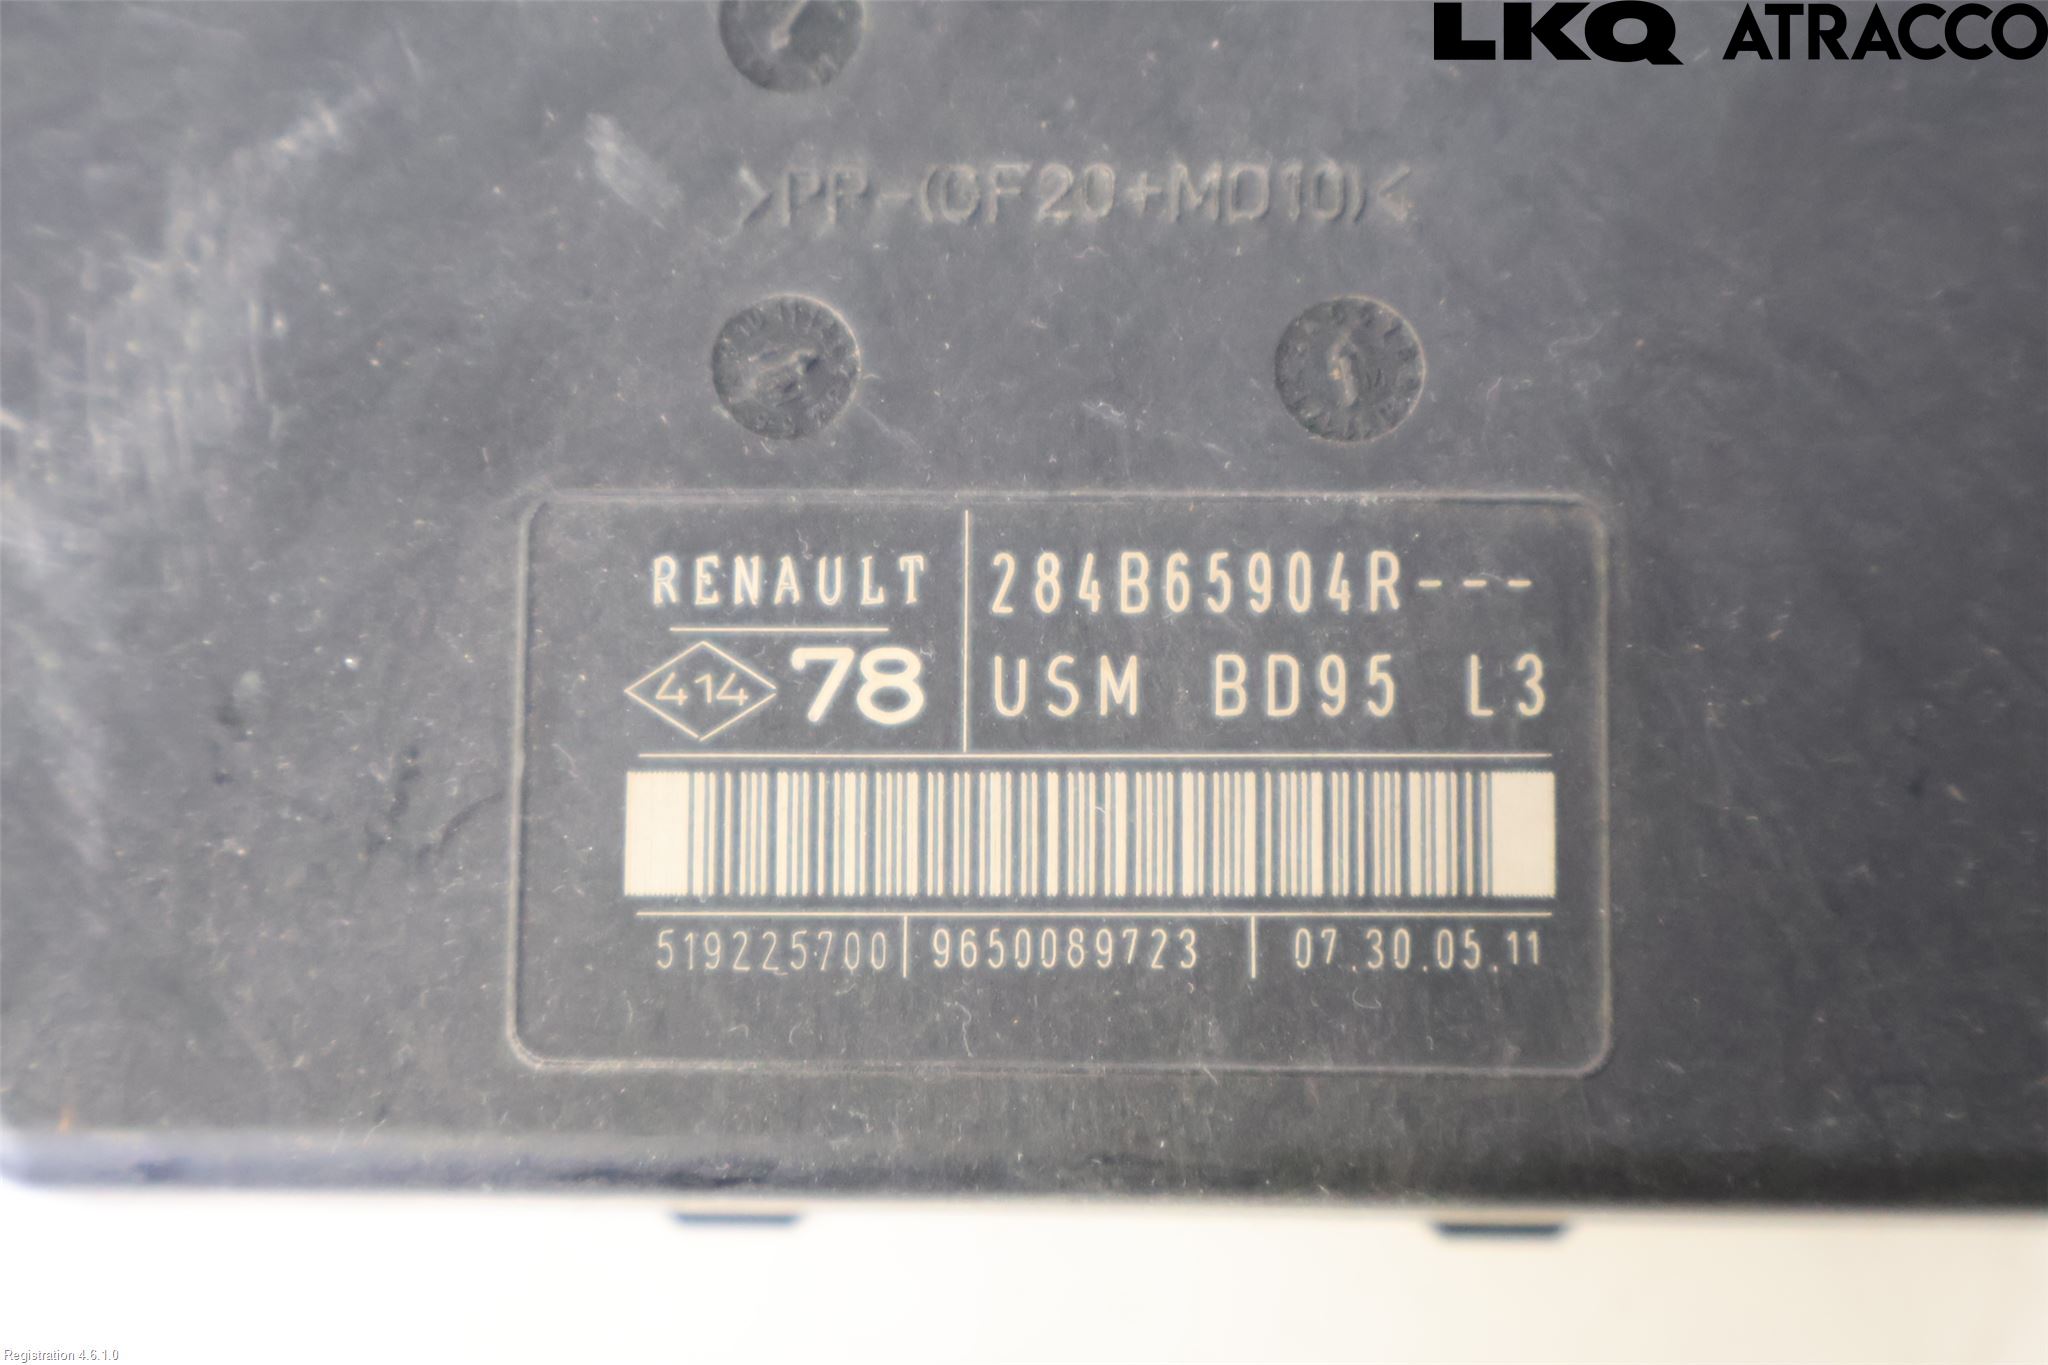 LKQ ATRACCO
>PP-(GF20+MD10)<
RENAULT
284B65904R---
414 78
USM BD95 L3
519225700 9650089723 07.30.05.11
Registration 4.6.1.0